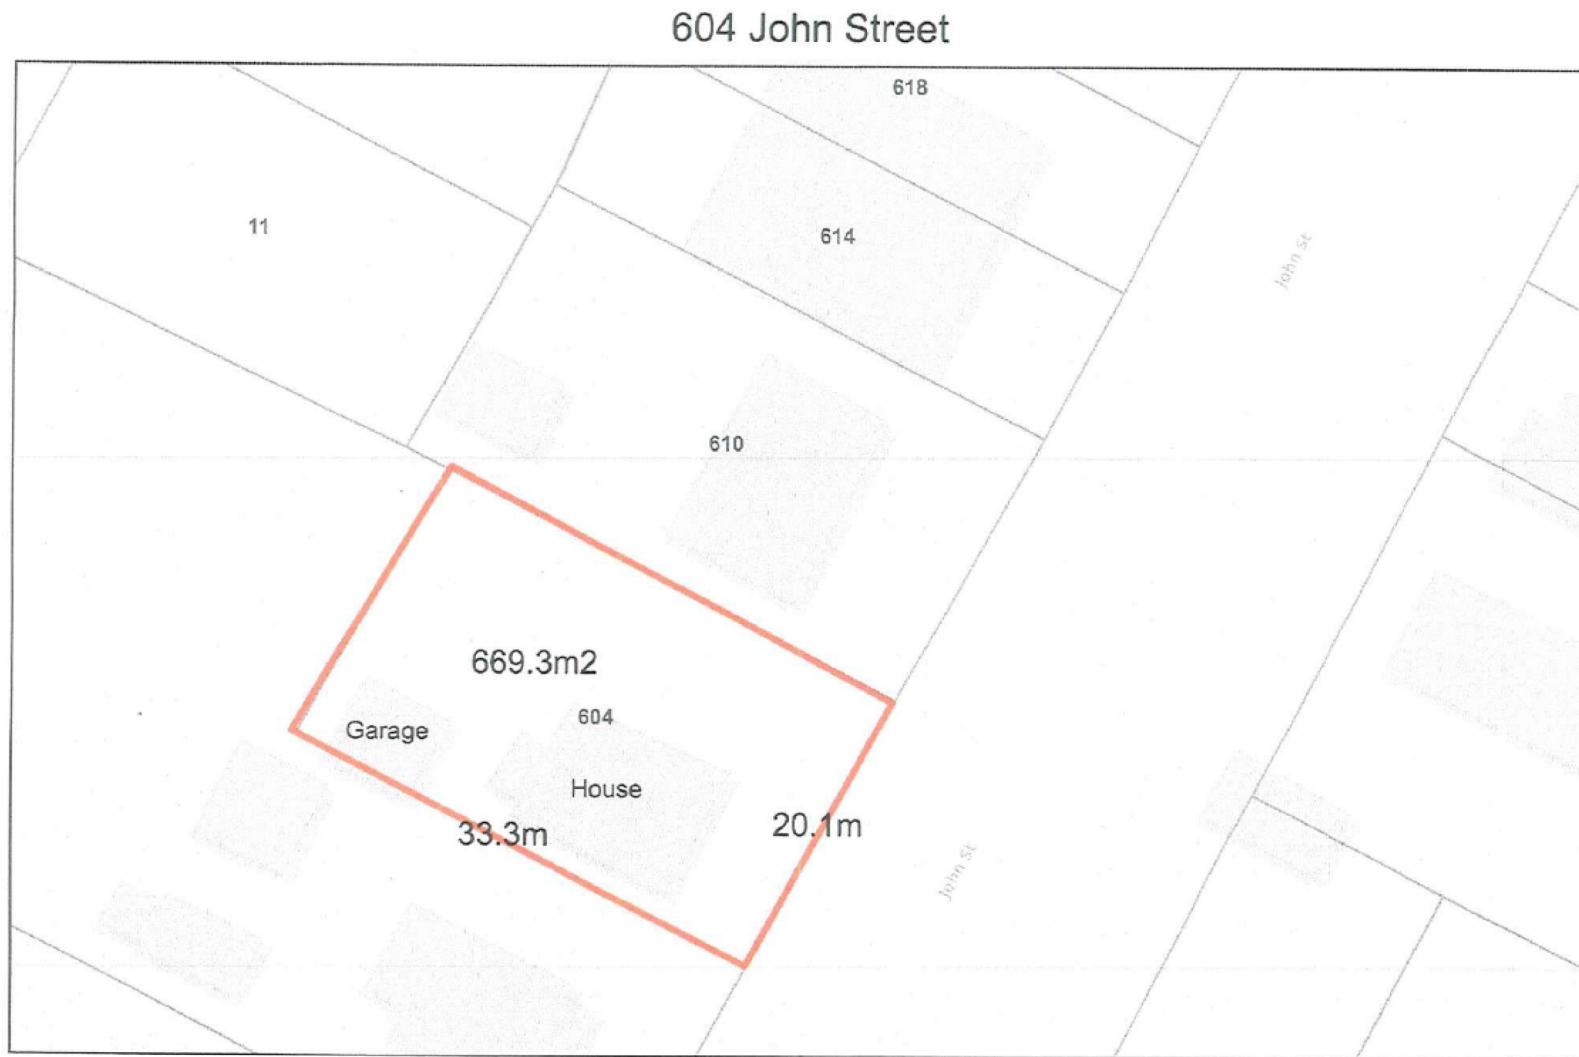 604 John Street
618
11
614
John St
610
669.3m2
604
Garage
House
33.3m
20.1m
John St